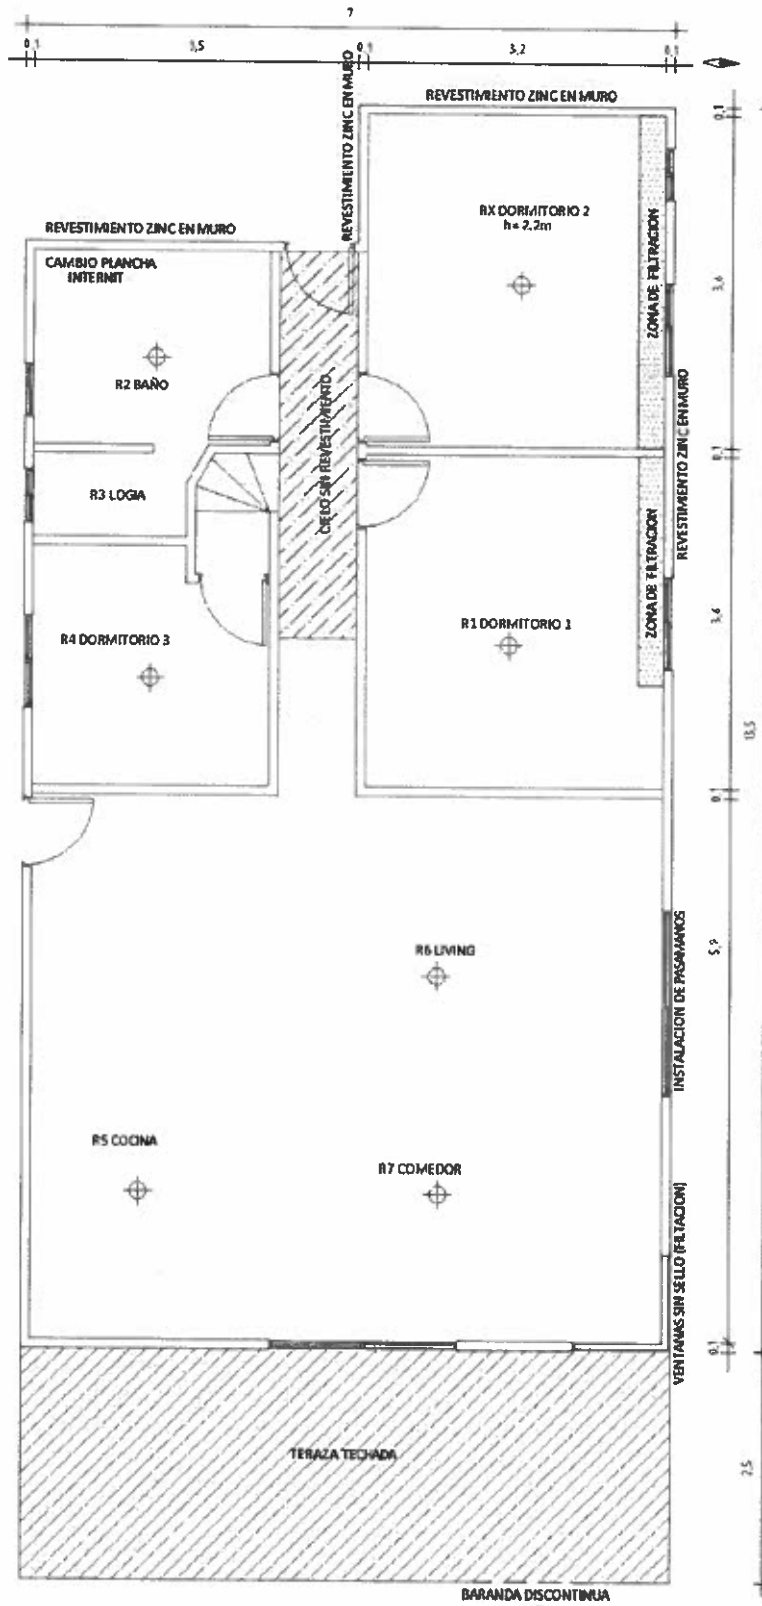 7
0.1
3,5
0.1
3,2
0.1
REVESTIMIENTO ZINC EN MURO
REVESTIMIENTO ZINC EN MURO
REVESTIMIENTO ZINC EN MURO
CAMBIO PLANCHA
INTERNIT
RX DORMITORIO 2
h= 2,2m
ZONA DE FILTRACION
0,1
3,6
R2 BAÑO
CIELO SIN REVESTIMIENTO
REVESTIMIENTO ZINC EN MURO
0,1
R3 LOGIA
ZONA DE FILTRACION
3,6
R4 DORMITORIO 3
R1 DORMITORIO 1
13,5
0,1
R6 LIVING
INSTALACION DE PASAMANOS
5,9
R5 COCINA
R7 COMEDOR
VENTANAS SIN SELLO (FILTACION)
0,1
TERAZA TECHADA
2,5
BARANDA DISCONTINUA